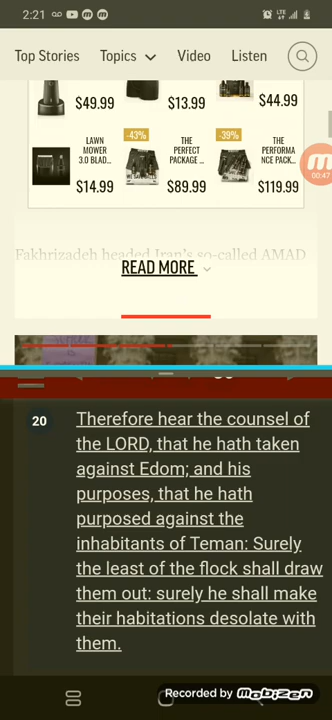 2:21
LTE
Top Stories Topics Video Listen
$49.99 $13.99 $44.99
-43% -39%
LAWN
MOWER
3.0 BLAD...
$14.99
THE
PERFECT
PACKAGE ...
$89.99
THE
PERFORMA
NCE PACK...
$119.99
00:47
Fakhrizadeh headed Iran's so-called AMAD
READ MORE
20
Therefore hear the counsel of
the LORD, that he hath taken
against Edom; and his
purposes, that he hath
purposed against the
inhabitants of Teman: Surely
the least of the flock shall draw
them out: surely he shall make
their habitations desolate with
them.
Recorded by Mobizen